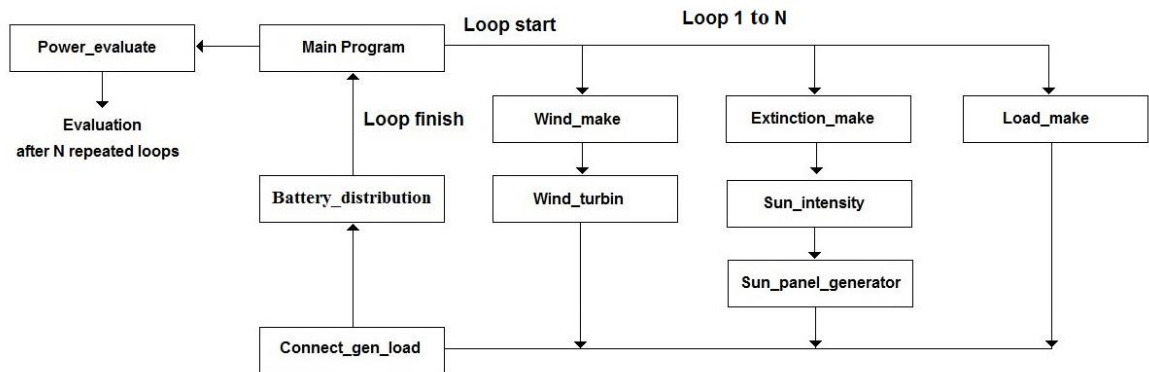 Loop start
Loop 1 to N
Power_evaluate
Main Program
Evaluation
after N repeated loops
Loop finish
Wind_make
Extinction_make
Load_make
Battery_distribution
Wind_turbin
Sun_intensity
Sun_panel_generator
Connect_gen_load